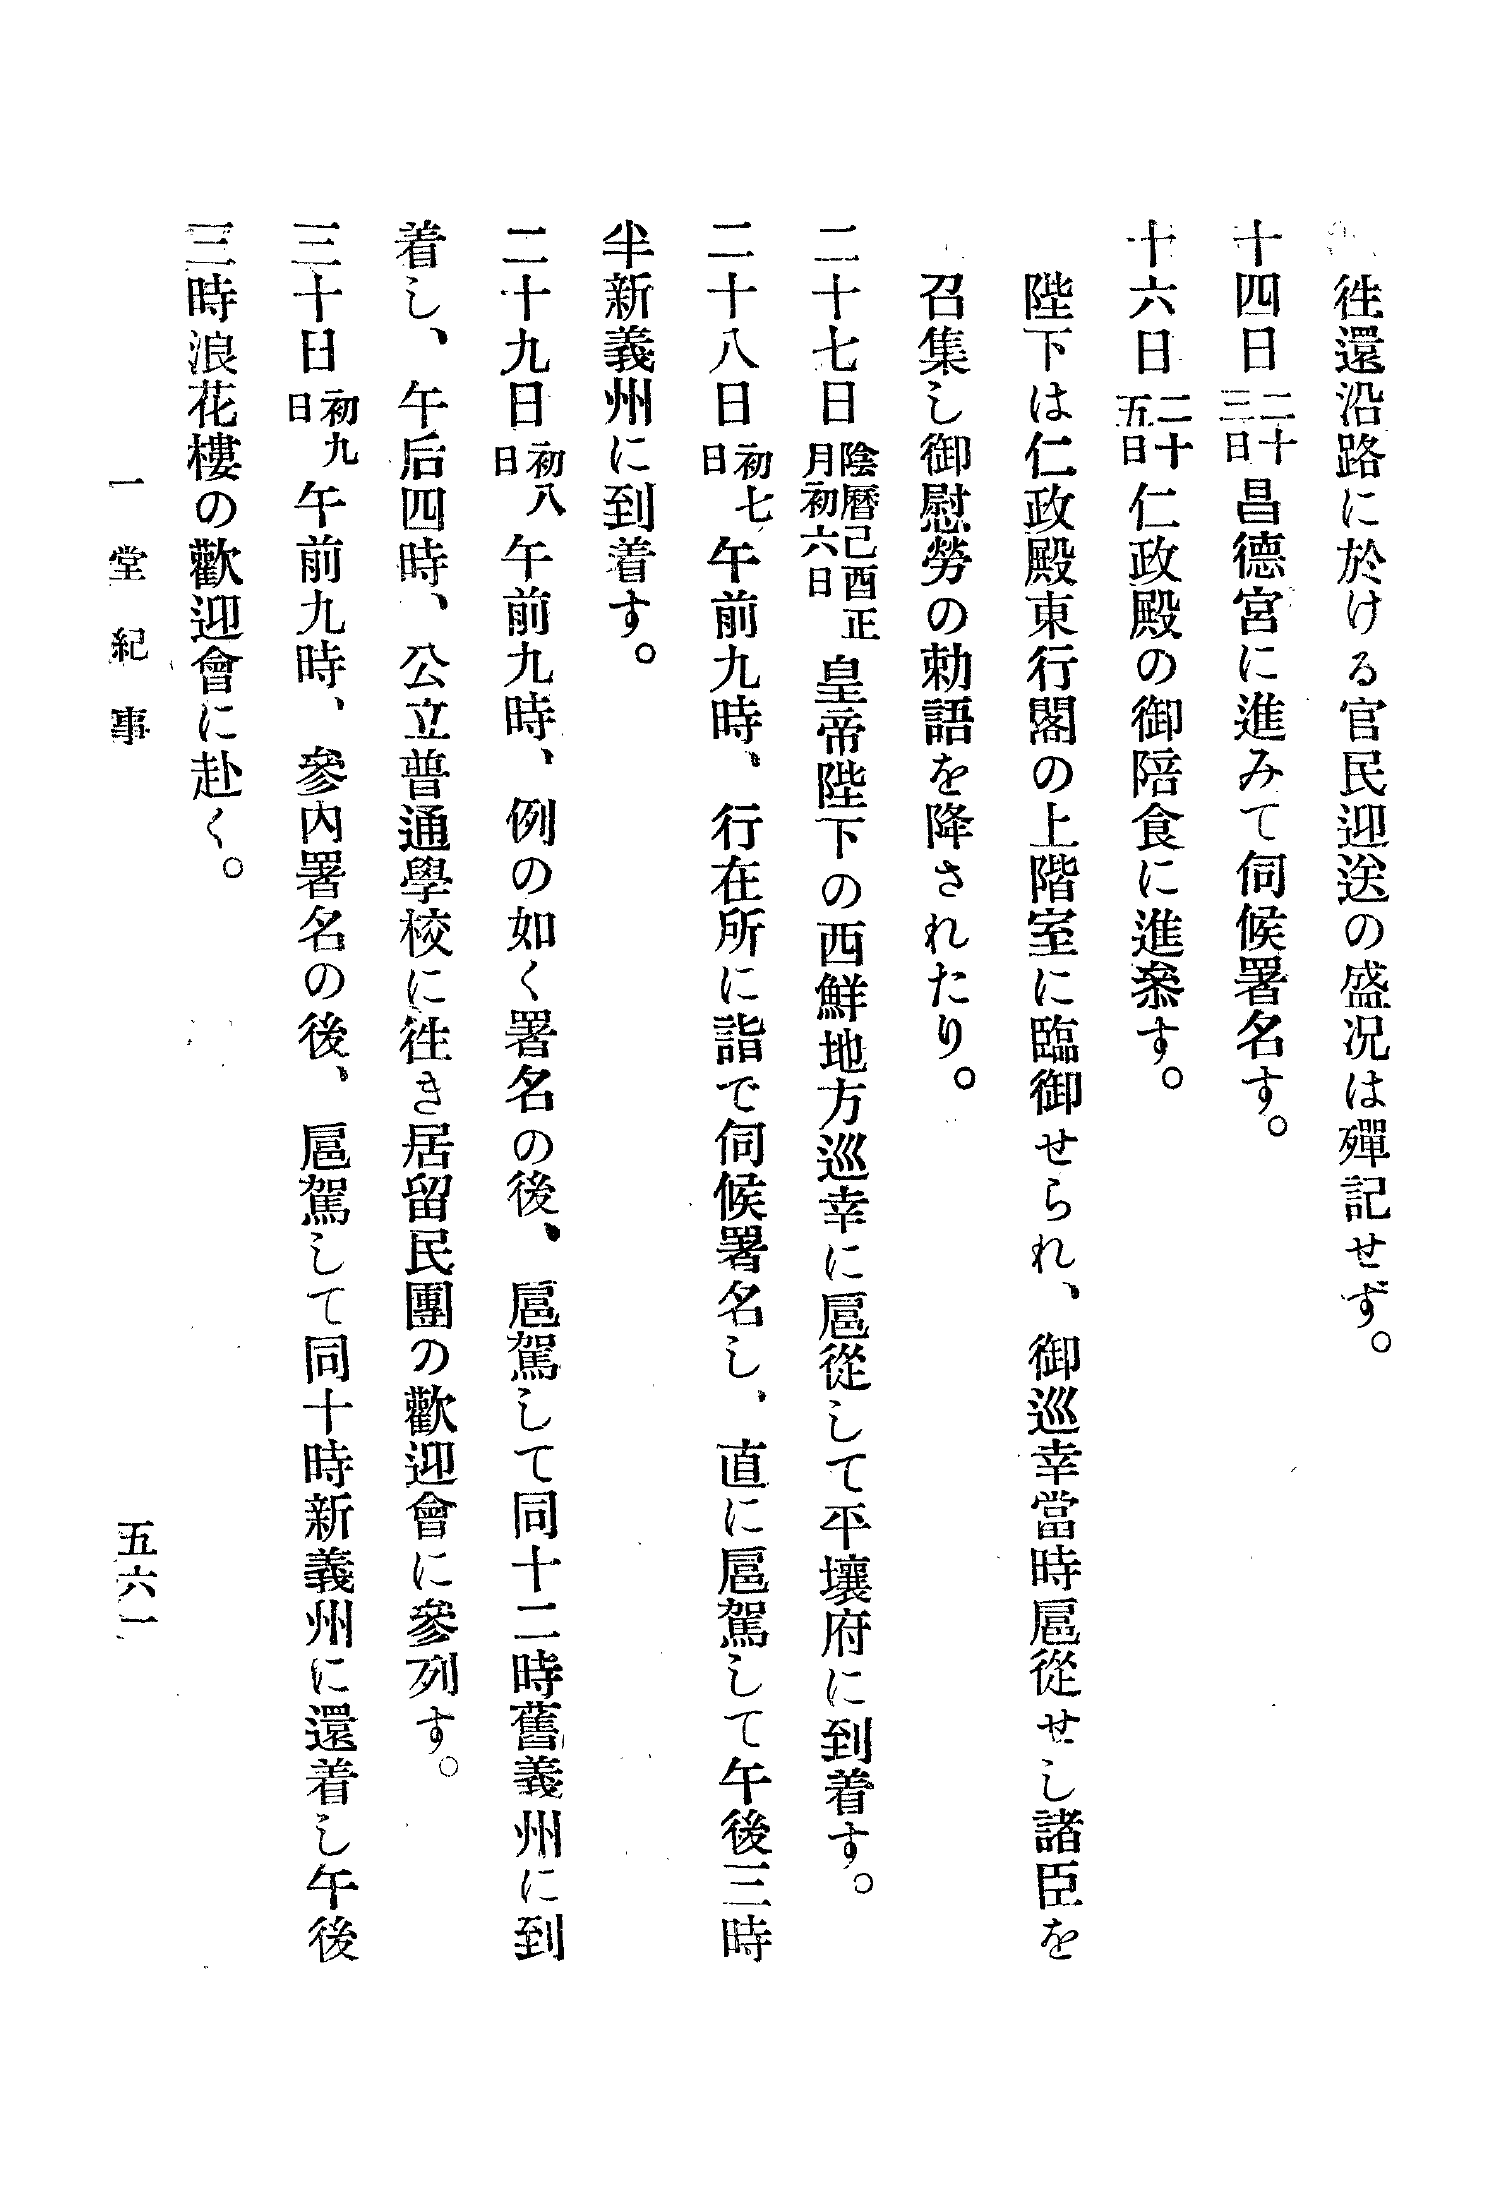 徃還沿路に於ける官民迎送の盛况は殫記せず。
十四日二十三日昌德宮に進みて伺候署名す。
十六日二十五日仁政殿の御陪食に進叅す。
陛下は仁政殿東行閣の上階室に臨御せられ、御巡幸當時扈從せし諸臣を
召集し御慰勞の勅語を降されたり。
二十七日陰曆己酉正月初六日皇帝陛下の西鮮地方巡幸に扈從して平壤府に到着す。
二十八日初七日午前九時、行在所に詣で伺候署名し、直に扈駕して午後三時
半新義州に到着す。
二十九日初八日午前九時、例の如く署名の後、扈駕して同十二時舊義州に到
着し、午后四時、公立普通學校に徃き居留民團の歡迎會に參列す。
三十日初九日午前九時、參內署名の後、扈駕して同十時新義州に還着し午後
三時浪花樓の歡迎會に赴く。
一堂紀事
五六一